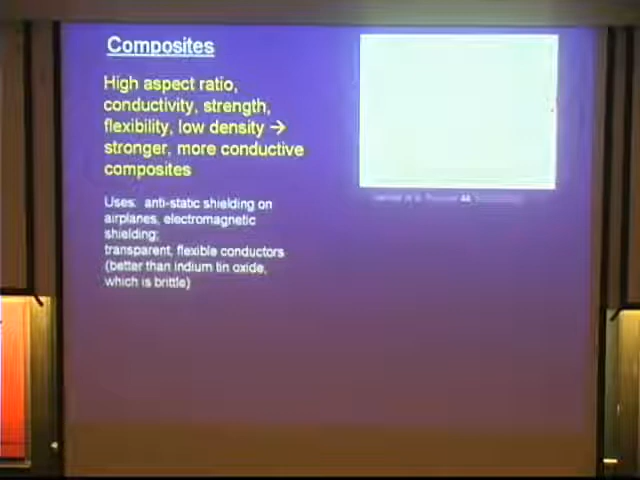 Composites
High aspect ratio,
conductivity, strength,
flexibility, low density →
stronger, more conductive
composites
Uses: anti-static shielding on
airplanes, electromagnetic
shielding;
transparent, flexible conductors
(better than indium tin oxide,
which is brittle)